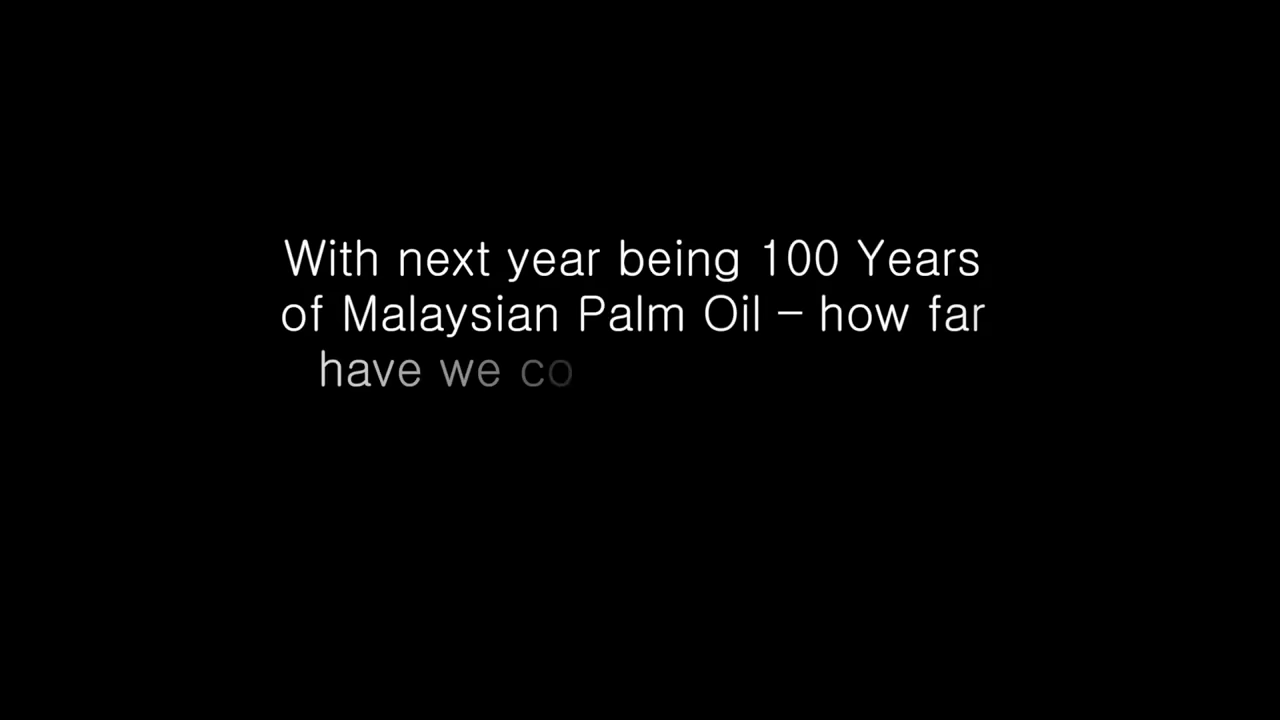 With next year being 100 Years
of Malaysian Palm Oil – how far
have we co